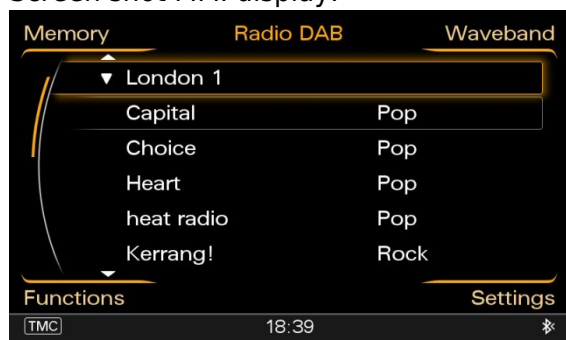 Memory Radio DAB Waveband
London 1
Capital Pop
Choice Pop
Heart Pop
heat radio Pop
Kerrang! Rock
Functions Settings
TMC 18:39